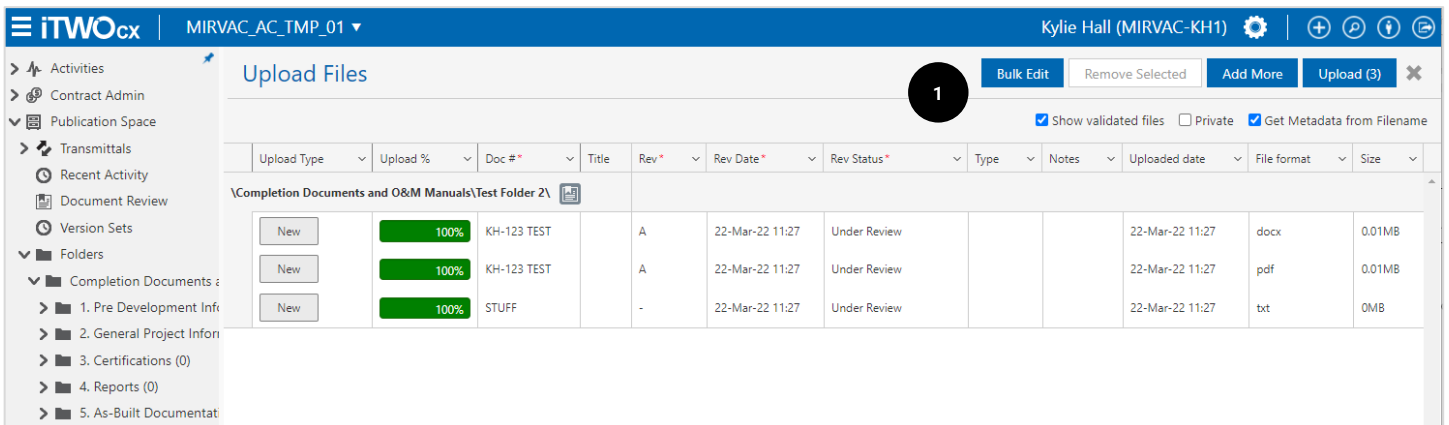 iTWOcx MIRVAC_AC_TMP_01 Kylie Hall (MIRVAC-KH1)
Activities
Contract Admin
Publication Space
Transmittals
Recent Activity
Document Review
Version Sets
Folders
Completion Documents a
1. Pre Development Info
2. General Project Inforr
3. Certifications (0)
4. Reports (0)
5. As-Built Documentati
Upload Files
1
Bulk Edit Remove Selected Add More Upload (3)
Show validated files Private Get Metadata from Filename
Upload Type Upload % Doc #* Title Rev* Rev Date* Rev Status* Type Notes Uploaded date File format Size
\Completion Documents and O&M Manuals\Test Folder 2\
New 100% KH-123 TEST A 22-Mar-22 11:27 Under Review 22-Mar-22 11:27 docx 0.01MB
New 100% KH-123 TEST A 22-Mar-22 11:27 Under Review 22-Mar-22 11:27 pdf 0.01MB
New 100% STUFF - 22-Mar-22 11:27 Under Review 22-Mar-22 11:27 txt 0MB